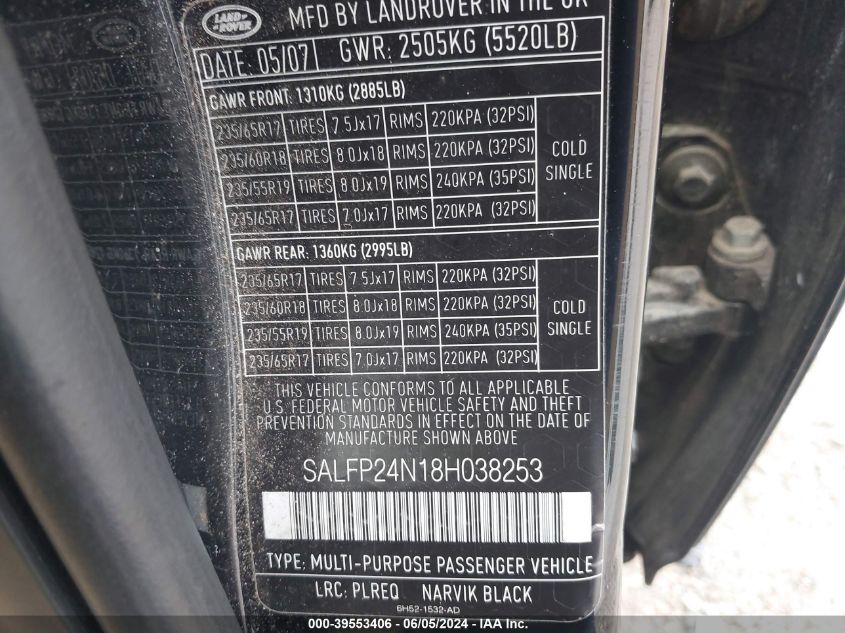 LAND ROVER
MFD BY LANDROVER IN THE UK
DATE: 05/07 GWR: 2505KG (5520LB)
GAWR FRONT: 1310KG (2885LB)
235/65R17 TIRES 7.5Jx17 RIMS 220KPA (32PSI)
235/60R18 TIRES 8.0Jx18 RIMS 220KPA (32PSI)
235/55R19 TIRES 8.0Jx19 RIMS 240KPA (35PSI)
235/65R17 TIRES 7.0Jx17 RIMS 220KPA (32PSI)
COLD
SINGLE
GAWR REAR: 1360KG (2995LB)
235/65R17 TIRES 7.5Jx17 RIMS 220KPA (32PSI)
235/60R18 TIRES 8.0Jx18 RIMS 220KPA (32PSI)
235/55R19 TIRES 8.0Jx19 RIMS 240KPA (35PSI)
235/65R17 TIRES 7.0Jx17 RIMS 220KPA (32PSI)
COLD
SINGLE
THIS VEHICLE CONFORMS TO ALL APPLICABLE
U.S. FEDERAL MOTOR VEHICLE SAFETY AND THEFT
PREVENTION STANDARDS IN EFFECT ON THE DATE OF
MANUFACTURE SHOWN ABOVE
SALFP24N18H038253
TYPE: MULTI-PURPOSE PASSENGER VEHICLE
LRC: PLREQ NARVIK BLACK
6H52-1532-AD
000-39553406 - 06/05/2024 - IAA Inc.